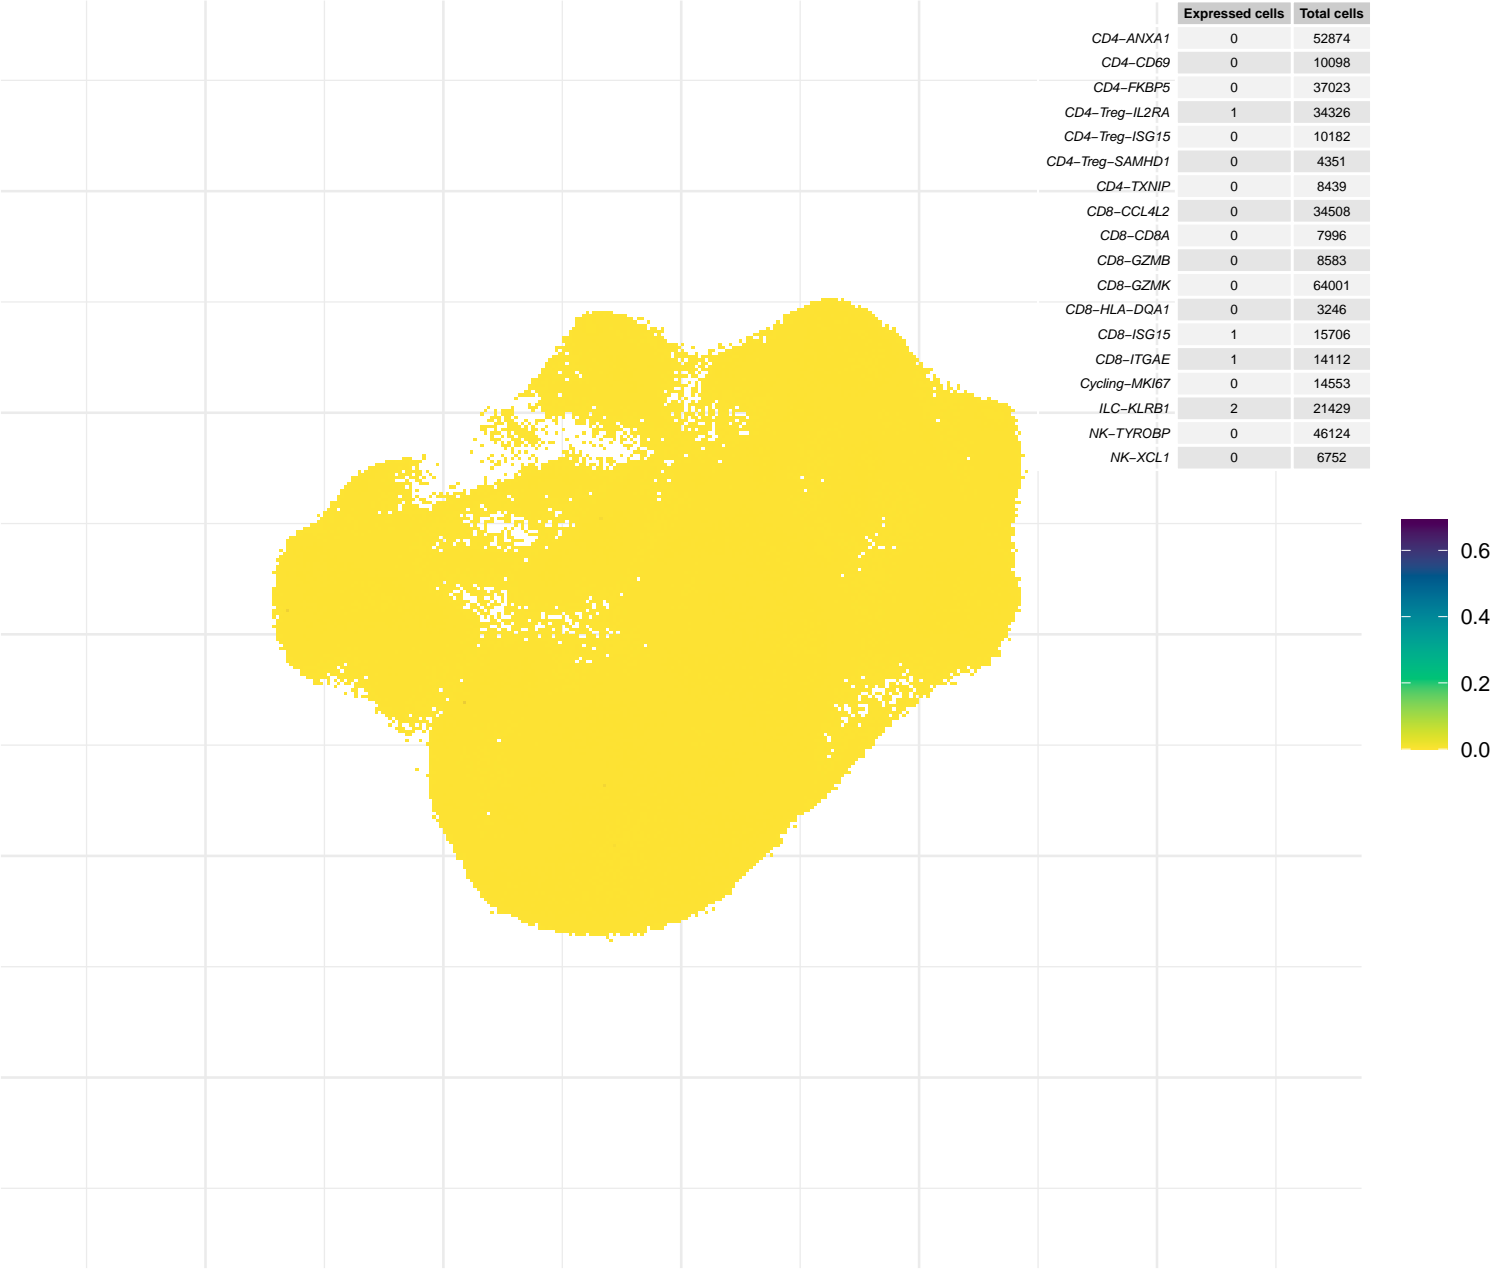 Expressed cells Total cells
CD4−ANXA1 0 52874
CD4−CD69 0 10098
CD4−FKBP5 0 37023
CD4−Treg−IL2RA 1 34326
CD4−Treg−ISG15 0 10182
CD4−Treg−SAMHD1 0 4351
CD4−TXNIP 0 8439
CD8−CCL4L2 0 34508
CD8−CD8A 0 7996
CD8−GZMB 0 8583
CD8−GZMK 0 64001
CD8−HLA−DQA1 0 3246
CD8−ISG15 1 15706
CD8−ITGAE 1 14112
Cycling−MKI67 0 14553
ILC−KLRB1 2 21429
NK−TYROBP 0 46124
NK−XCL1 0 6752
0.6
0.4
0.2
0.0